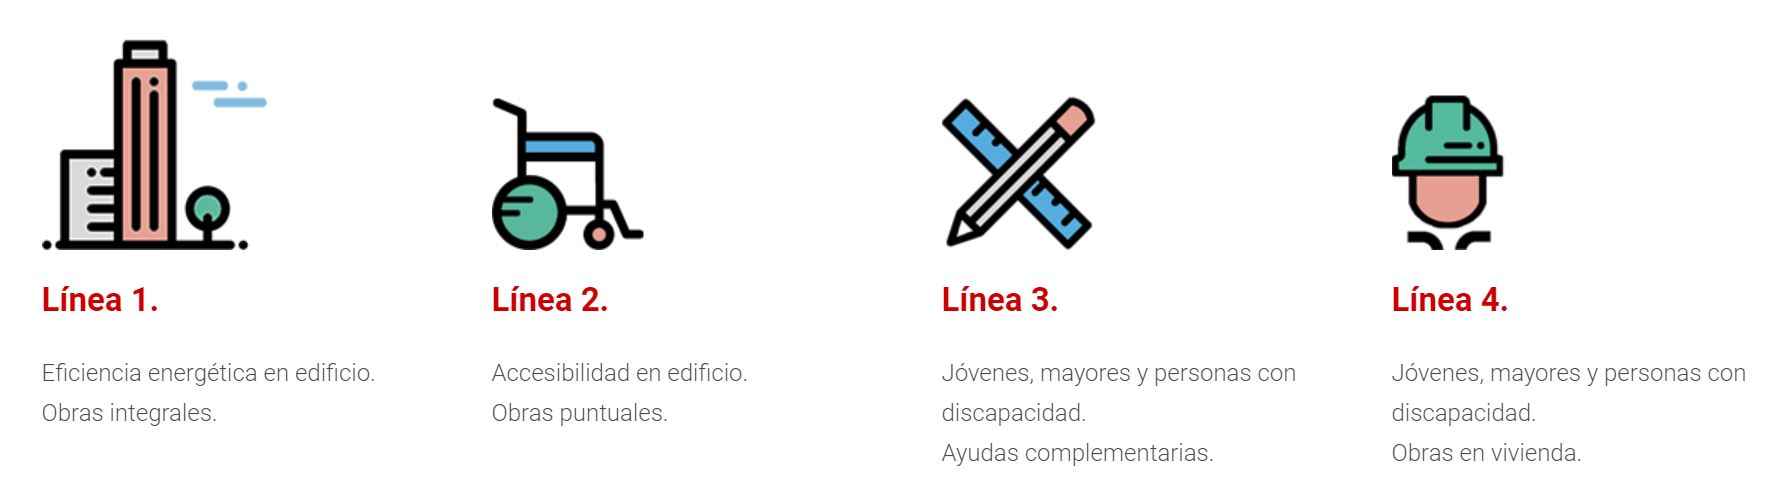 Línea 1.
Eficiencia energética en edificio.
Obras integrales.
Línea 2.
Accesibilidad en edificio.
Obras puntuales.
Línea 3.
Jóvenes, mayores y personas con
discapacidad.
Ayudas complementarias.
Línea 4.
Jóvenes, mayores y personas con
discapacidad.
Obras en vivienda.